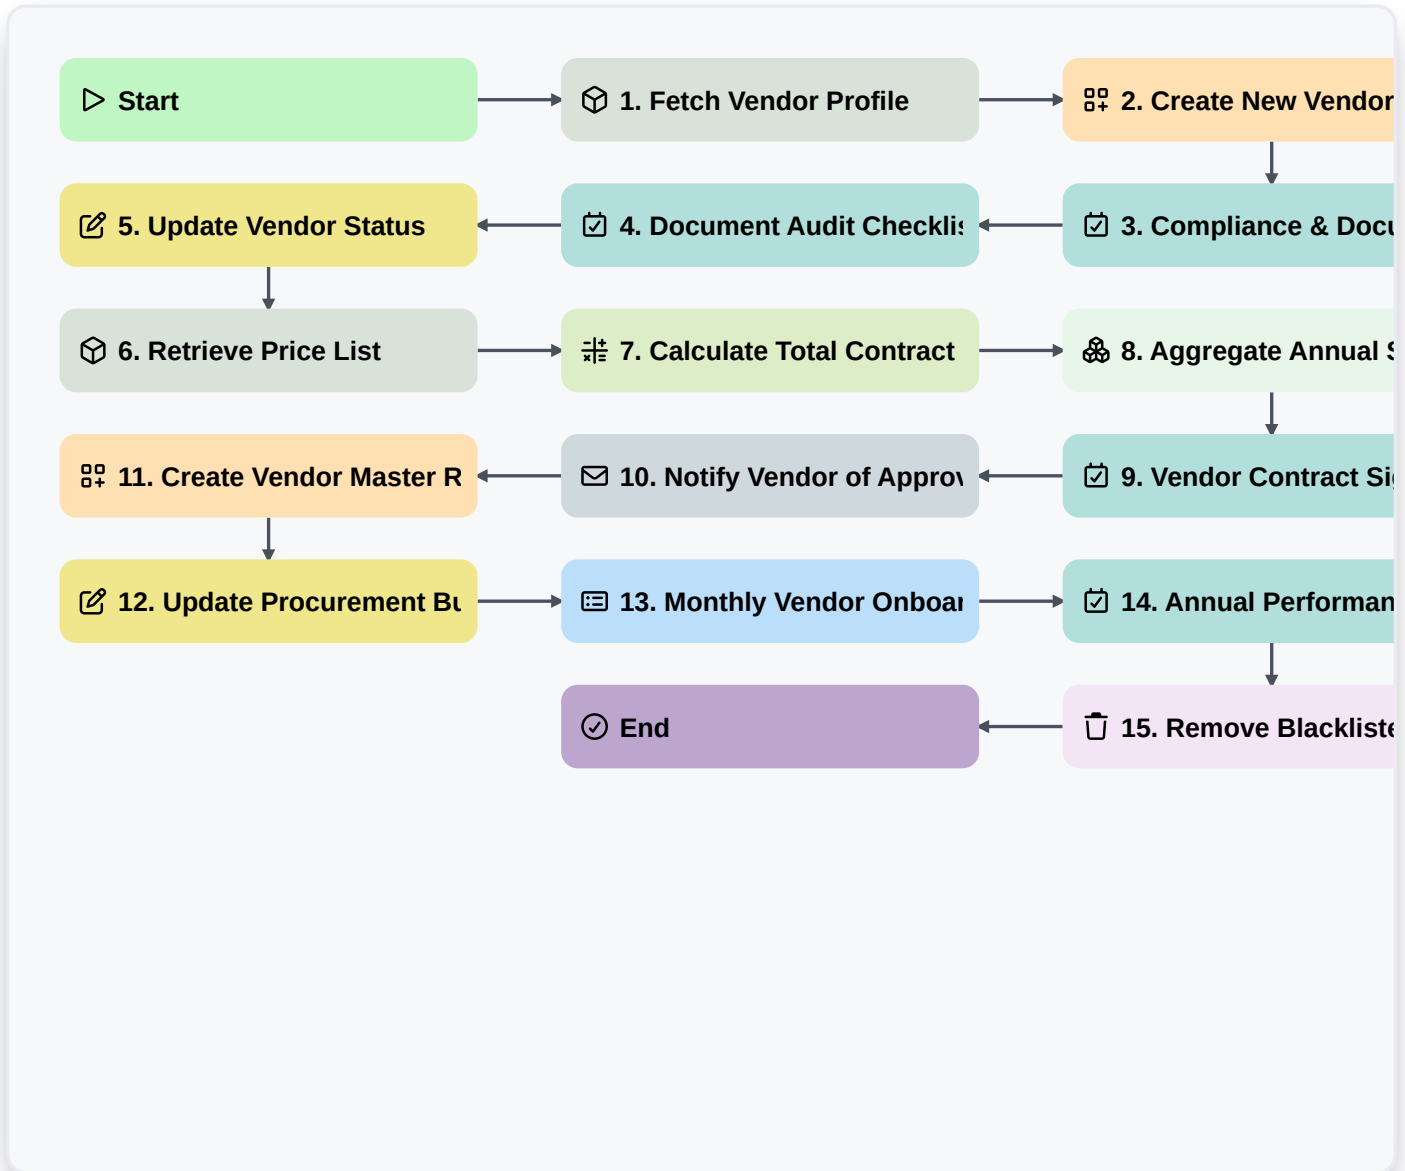 Start
1. Fetch Vendor Profile
2. Create New Vendor
5. Update Vendor Status
4. Document Audit Checklis
3. Compliance & Docu
6. Retrieve Price List
7. Calculate Total Contract
8. Aggregate Annual S
11. Create Vendor Master R
10. Notify Vendor of Approv
9. Vendor Contract Sig
12. Update Procurement Bu
13. Monthly Vendor Onboar
14. Annual Performan
End
15. Remove Blackliste